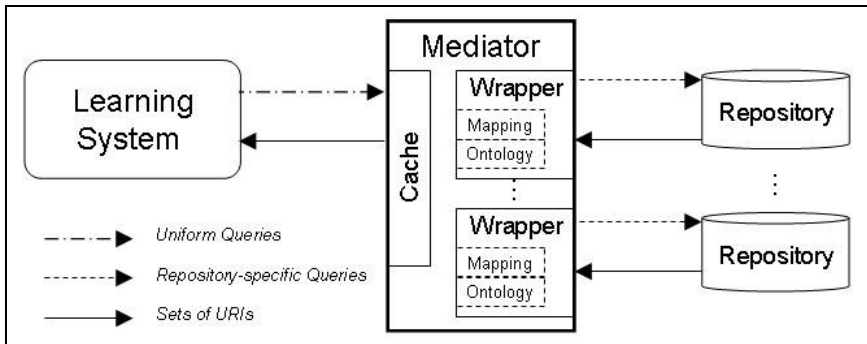 Mediator
Learning
System
Cache
Wrapper
Mapping
Ontology
Repository
Wrapper
Mapping
Ontology
Repository
Uniform Queries
Repository-specific Queries
Sets of URIs